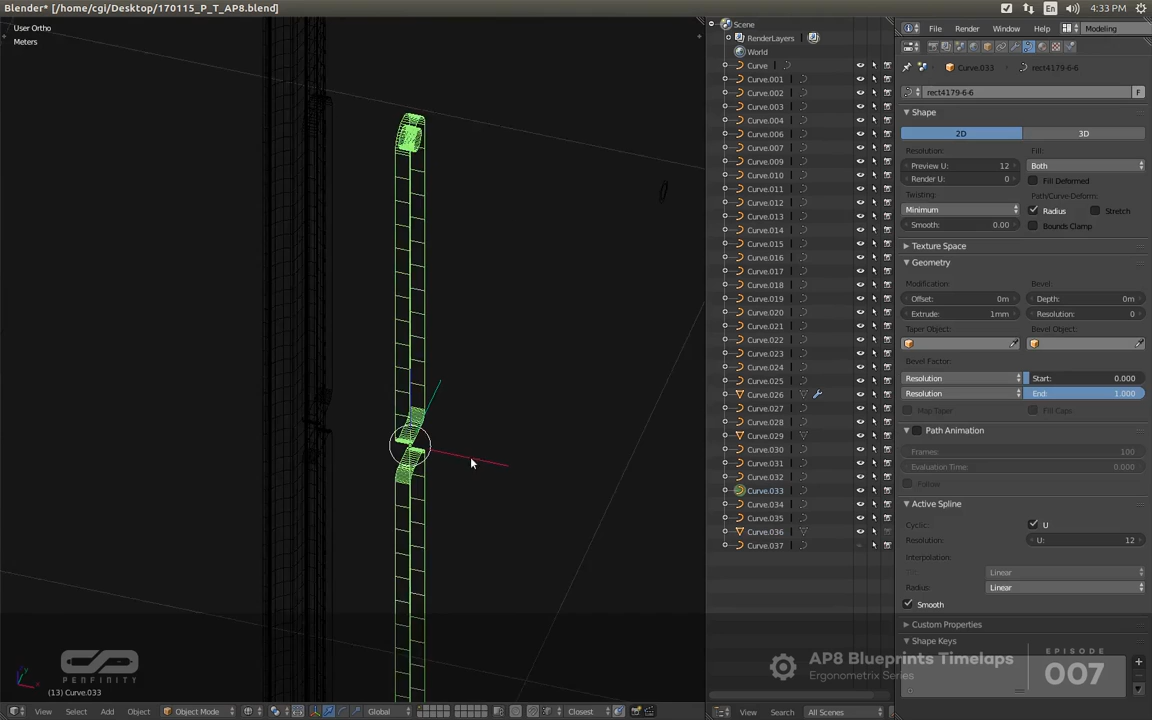 Blender* [/home/cgi/Desktop/170115_P_T_AP8.blend]
En
4:33 PM
User Ortho
Meters
Scene
RenderLayers
World
Curve
Curve.001
Curve.002
Curve.003
Curve.004
Curve.006
Curve.007
Curve.009
Curve.010
Curve.011
Curve.012
Curve.013
Curve.014
Curve.015
Curve.016
Curve.017
Curve.018
Curve.019
Curve.020
Curve.021
Curve.022
Curve.023
Curve.024
Curve.025
Curve.026
Curve.027
Curve.028
Curve.029
Curve.030
Curve.031
Curve.032
Curve.033
Curve.034
Curve.035
Curve.036
Curve.037
File Render Window Help Modeling
Curve.033 rect4179-6-6
rect4179-6-6 F
Shape
2D 3D
Resolution: Fill:
Preview U: 12 Both
Render U: 0 Fill Deformed
Twisting: Path/Curve-Deform:
Minimum Radius Stretch
Smooth: 0.00 Bounds Clamp
Texture Space
Geometry
Modification: Bevel:
Offset: 0m Depth: 0m
Extrude: 1mm Resolution: 0
Taper Object: Bevel Object:
Bevel Factor:
Resolution Start: 0.000
Resolution End: 1.000
Map Taper Fill Caps
Path Animation
Frames: 100
Evaluation Time: 0.000
Follow
Active Spline
Cyclic: U
Resolution: U: 12
Interpolation:
Linear
Radius: Linear
Smooth
Custom Properties
Shape Keys
PENFINITY
AP8 Blueprints Timelaps
Ergonometrix Series
EPISODE
007
(13) Curve.033
View Select Add Object Object Mode Global Closest
View Search All Scenes